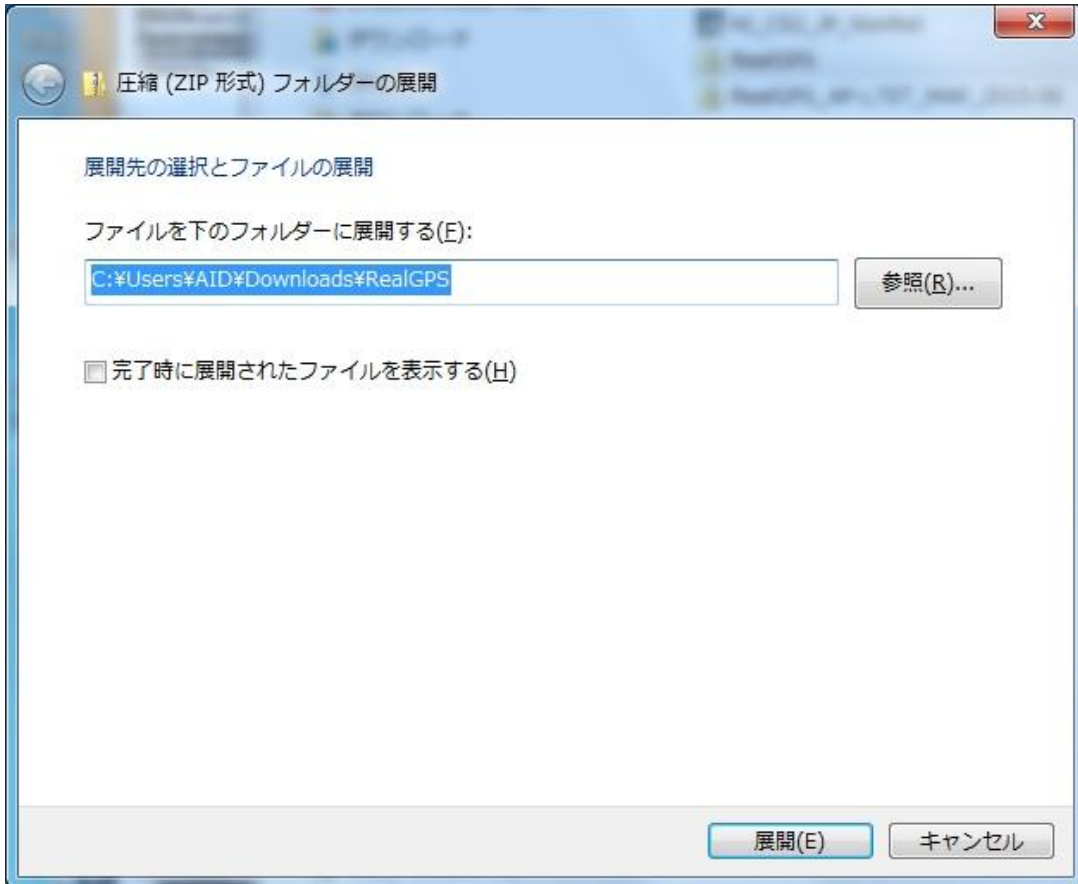 圧縮 (ZIP 形式) フォルダーの展開
展開先の選択とファイルの展開
ファイルを下のフォルダーに展開する(F):
C:¥Users¥AID¥Downloads¥RealGPS
参照(R)...
完了時に展開されたファイルを表示する(H)
展開(E)
キャンセル